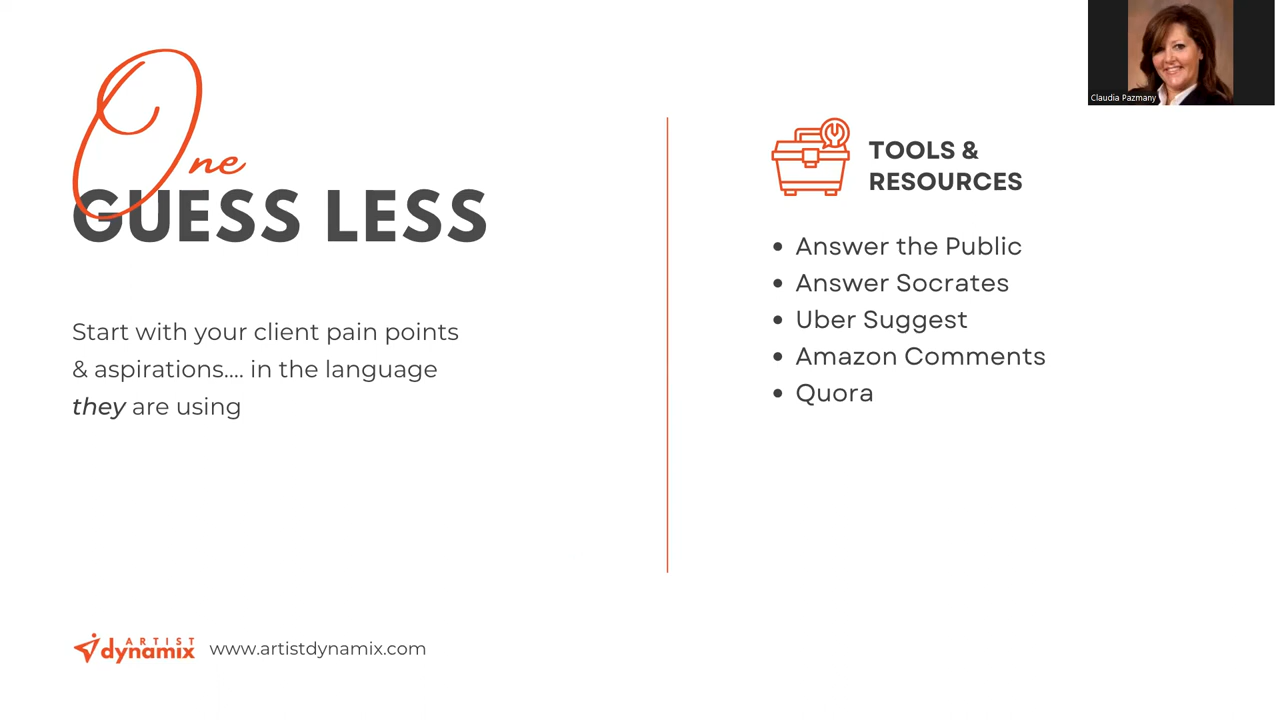 One
GUESS LESS
Start with your client pain points
& aspirations.... in the language
they are using
TOOLS &
RESOURCES
• Answer the Public
• Answer Socrates
• Uber Suggest
• Amazon Comments
• Quora
ARTIST
dynamix
www.artistdynamix.com
Claudia Pazmany